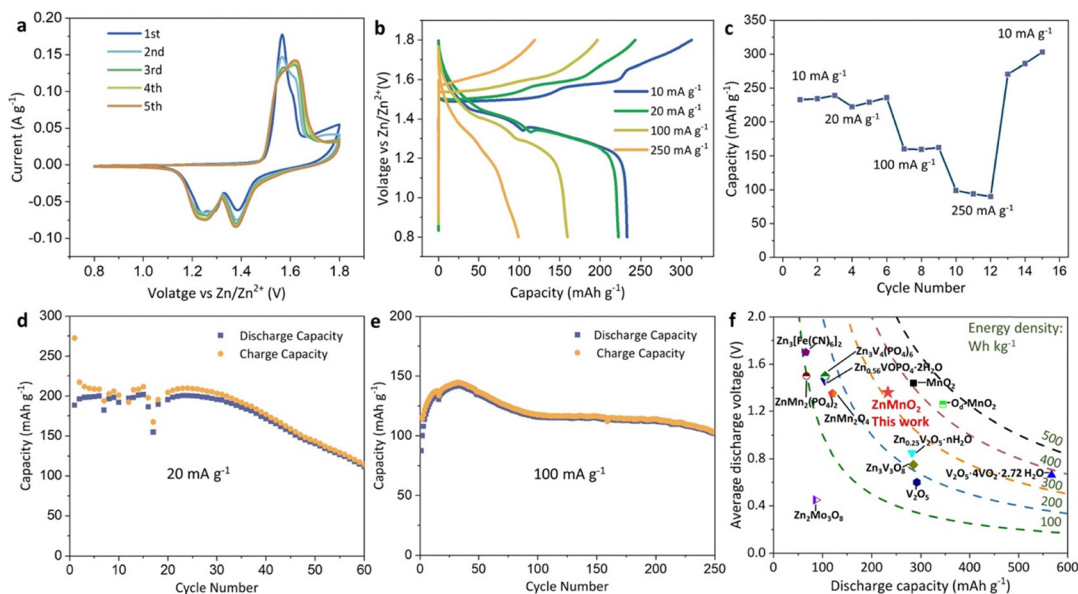 a
Current (A g-1)
0.20
0.15
0.10
0.05
0.00
-0.05
-0.10
1st
2nd
3rd
4th
5th
0.8 1.0 1.2 1.4 1.6 1.8
Volatge vs Zn/Zn2+ (V)
b
Volatge vs Zn/Zn2+(V)
1.8
1.6
1.4
1.2
1.0
0.8
10 mA g-1
20 mA g-1
100 mA g-1
250 mA g-1
0 50 100 150 200 250 300
Capacity (mAh g-1)
c
Capacity (mAh g-1)
350
300
250
200
150
100
50
0
10 mA g-1
10 mA g-1
20 mA g-1
100 mA g-1
250 mA g-1
0 2 4 6 8 10 12 14 16
Cycle Number
d
Capacity (mAh g-1)
300
250
200
150
100
50
0
Discharge Capacity
Charge Capacity
20 mA g-1
0 10 20 30 40 50 60
Cycle Number
e
Capacity (mAh g-1)
200
150
100
50
0
Discharge Capacity
Charge Capacity
100 mA g-1
0 50 100 150 200 250
Cycle Number
f
Average discharge voltage (V)
2.0
1.6
1.2
0.8
0.4
0.0
Energy density:
Wh kg-1
Zn3[Fe(CN)6]2
Zn3V4(PO4)6
Zn0.56VOPO4·2H2O
MnO2
ZnMn2(PO4)2
ZnMn2O4
ZnMnO2
This work
Od-MnO2
Zn0.25V2O5·nH2O
Zn3V3O8
V2O5·4VO2·2.72 H2O
V2O5
Zn2Mo3O8
500
400
300
200
100
0 100 200 300 400 500 600
Discharge capacity (mAh g-1)